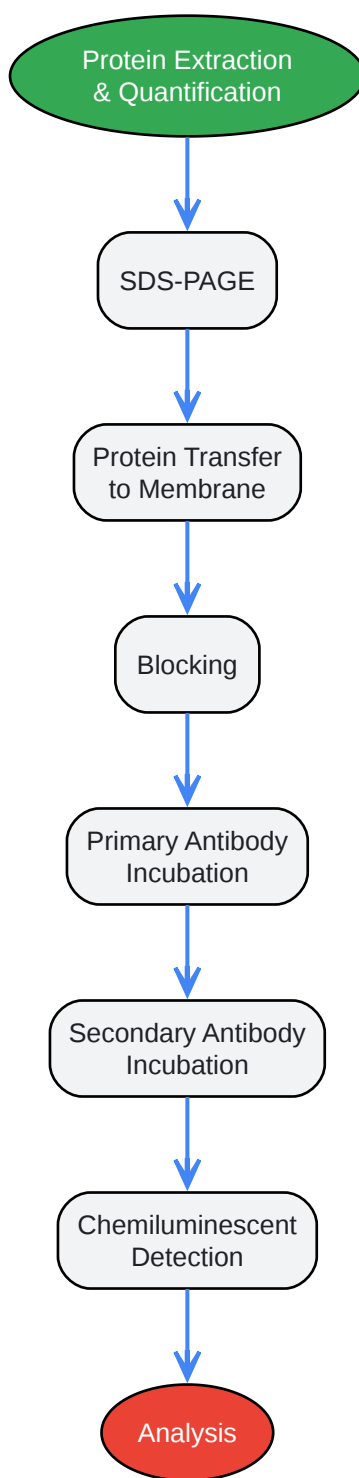 Protein Extraction
& Quantification
SDS-PAGE
Protein Transfer
to Membrane
Blocking
Primary Antibody
Incubation
Secondary Antibody
Incubation
Chemiluminescent
Detection
Analysis